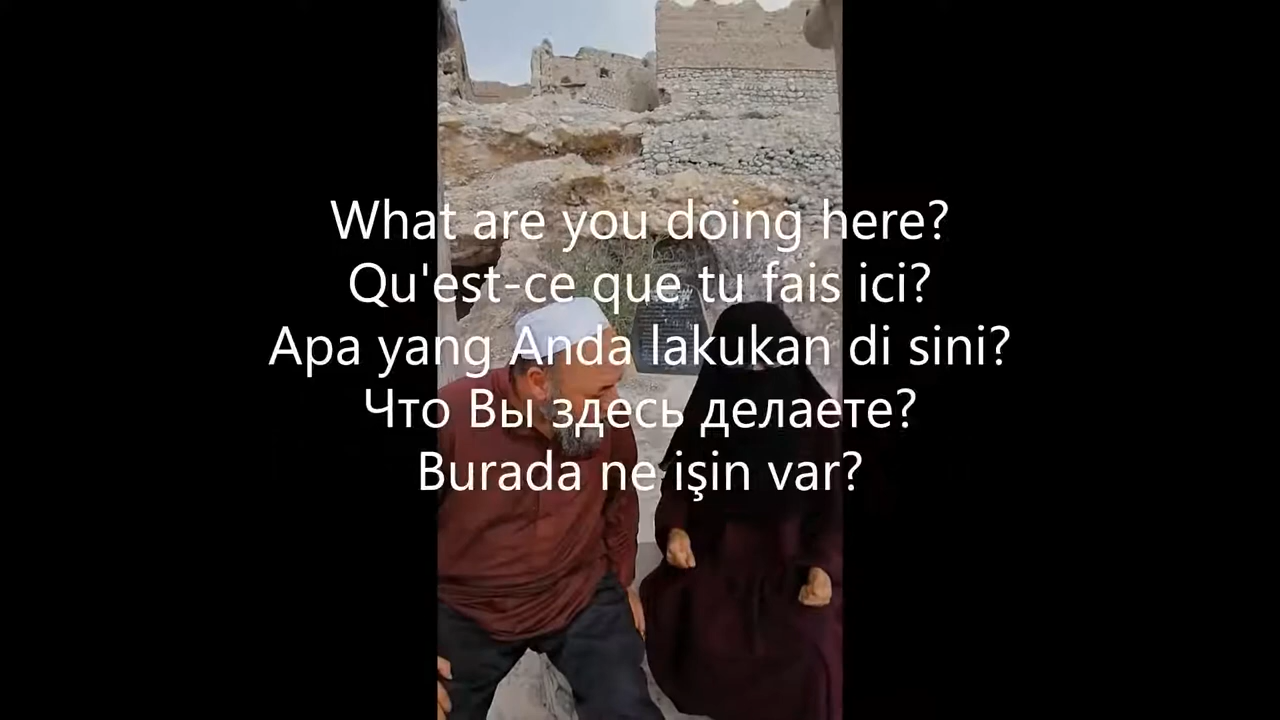 What are you doing here?
Qu'est-ce que tu fais ici?
Apa yang Anda lakukan di sini?
Что Вы здесь делаете?
Burada ne işin var?